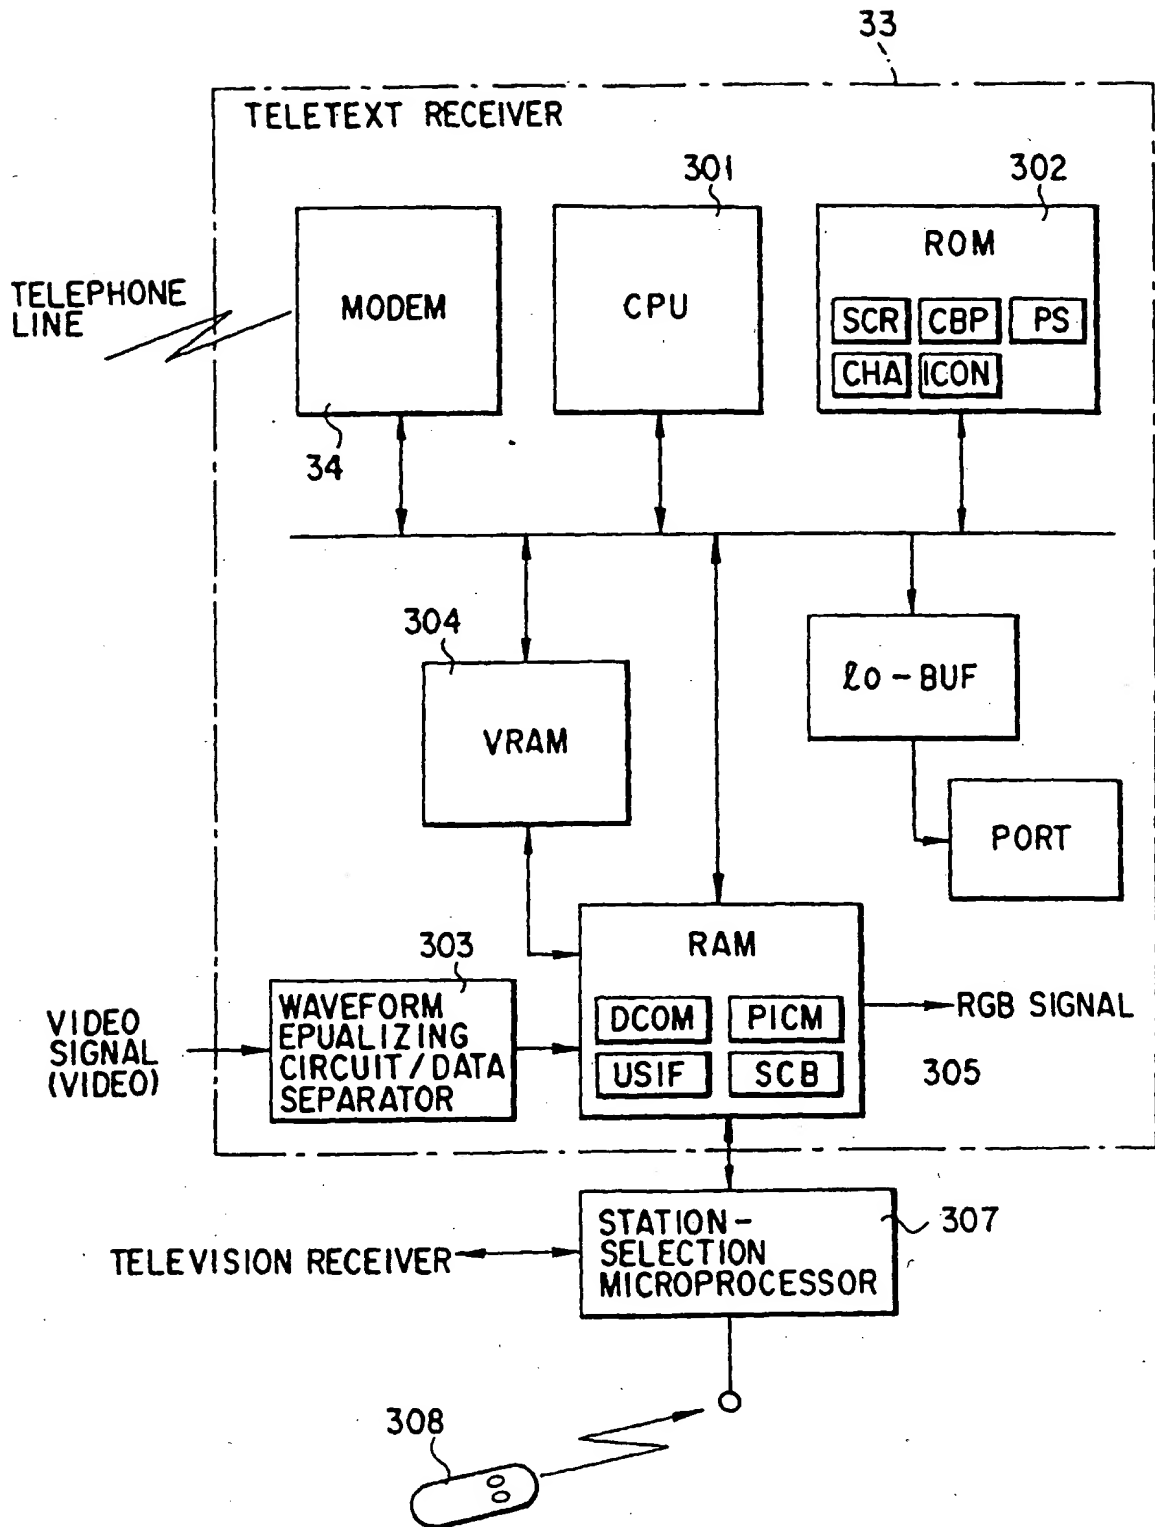 33
TELETEXT RECEIVER
301
302
MODEM
CPU
ROM
SCR CBP PS
CHA ICON
TELEPHONE
LINE
34
304
VRAM
lo-BUF
PORT
303
WAVEFORM
EPUALIZING
CIRCUIT/DATA
SEPARATOR
VIDEO
SIGNAL
(VIDEO)
RAM
DCOM PICM
USIF SCB
RGB SIGNAL
305
STATION-
SELECTION
MICROPROCESSOR
307
TELEVISION RECEIVER
308